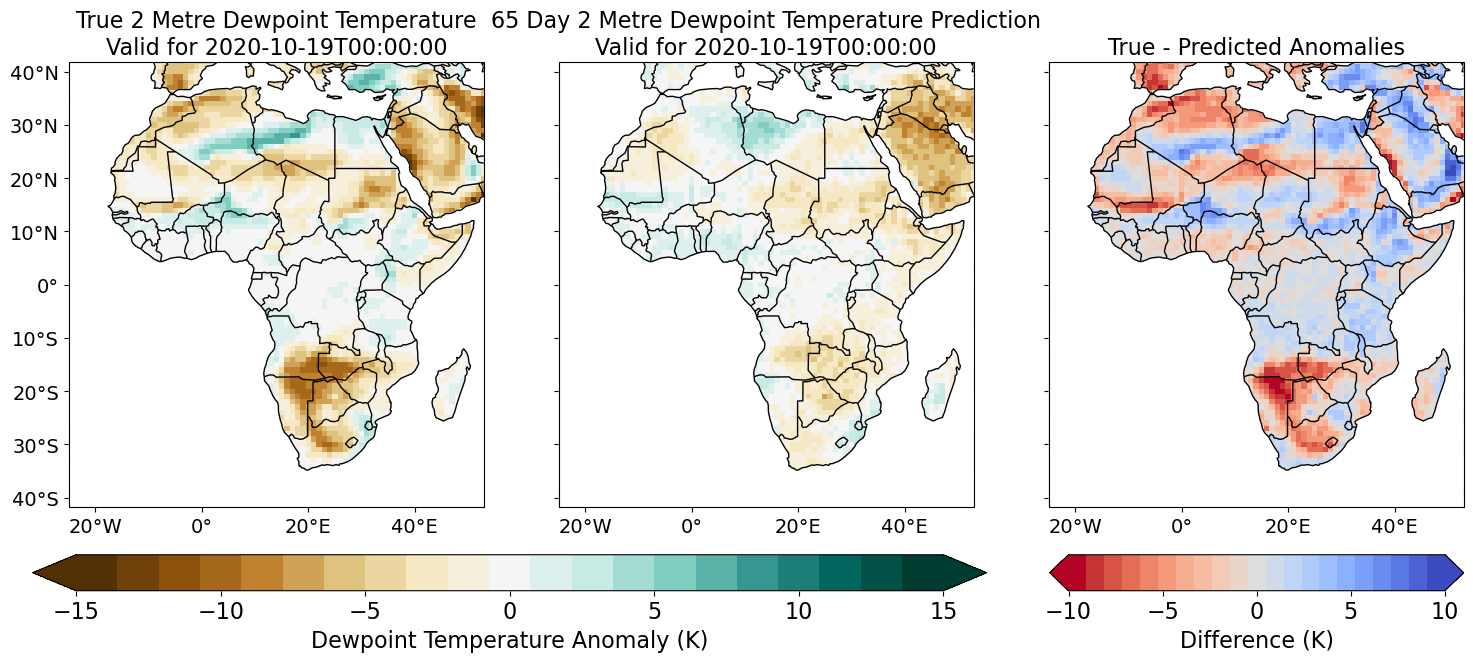 True 2 Metre Dewpoint Temperature
Valid for 2020-10-19T00:00:00
65 Day 2 Metre Dewpoint Temperature Prediction
Valid for 2020-10-19T00:00:00
True - Predicted Anomalies
40°N
30°N
20°N
10°N
0°
10°S
20°S
30°S
40°S
20°W 0° 20°E 40°E
20°W 0° 20°E 40°E
20°W 0° 20°E 40°E
−15 −10 −5 0 5 10 15
Dewpoint Temperature Anomaly (K)
−10 −5 0 5 10
Difference (K)